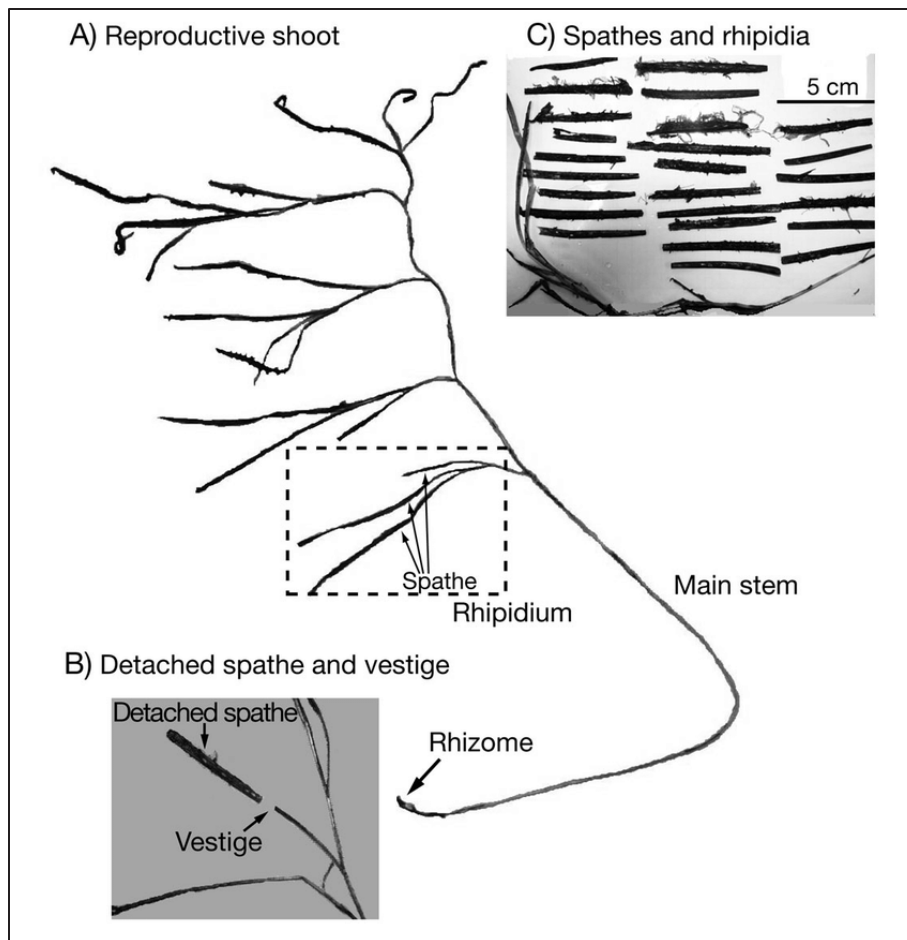 A) Reproductive shoot
C) Spathes and rhipidia
5 cm
Spathe
Rhipidium
Main stem
B) Detached spathe and vestige
Detached spathe
Rhizome
Vestige